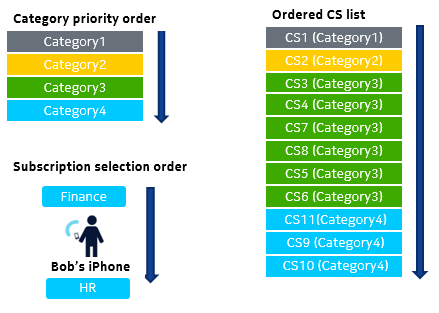 Category priority order
Category1
Category2
Category3
Category4
Subscription selection order
Finance
Bob's iPhone
HR
Ordered CS list
CS1 (Category1)
CS2 (Category2)
CS3 (Category3)
CS4 (Category3)
CS7 (Category3)
CS8 (Category3)
CS5 (Category3)
CS6 (Category3)
CS11(Category4)
CS9 (Category4)
CS10 (Category4)